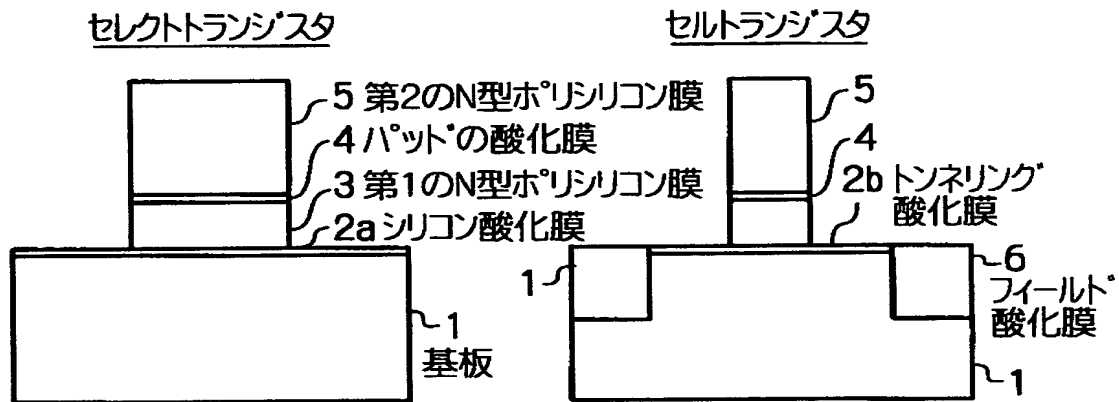 セレクトトランジスタ
5 第2のN型ポリシリコン膜
4 パッドの酸化膜
3 第1のN型ポリシリコン膜
2a シリコン酸化膜
1
基板
セルトランジスタ
5
4
2b トンネリング
酸化膜
1
6
フィールド
酸化膜
1